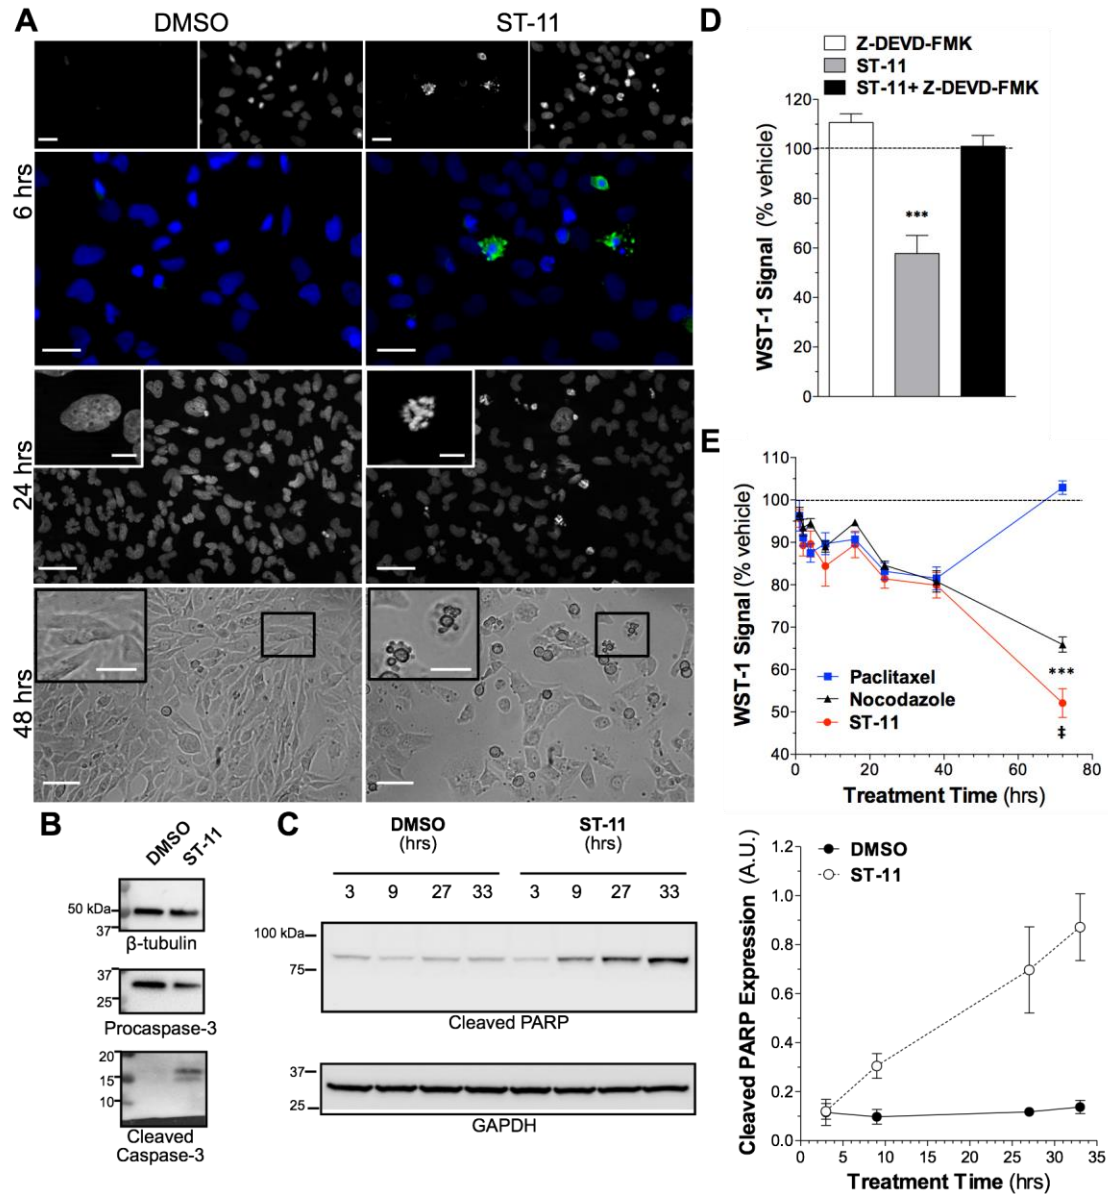 A
DMSO
ST-11
6 hrs
24 hrs
48 hrs
B
DMSO
ST-11
50 kDa
37
β-tubulin
37
25
Procaspase-3
20
15
10
Cleaved
Caspase-3
C
DMSO
(hrs)
ST-11
(hrs)
3 9 27 33 3 9 27 33
100 kDa
75
Cleaved PARP
37
25
GAPDH
D
Z-DEVD-FMK
ST-11
ST-11+ Z-DEVD-FMK
WST-1 Signal (% vehicle)
120
100
80
60
40
20
0
***
E
WST-1 Signal (% vehicle)
110
100
90
80
70
60
50
40
Paclitaxel
Nocodazole
ST-11
***
‡
0 20 40 60 80
Treatment Time (hrs)
Cleaved PARP Expression (A.U.)
1.2
1.0
0.8
0.6
0.4
0.2
0.0
DMSO
ST-11
0 5 10 15 20 25 30 35
Treatment Time (hrs)